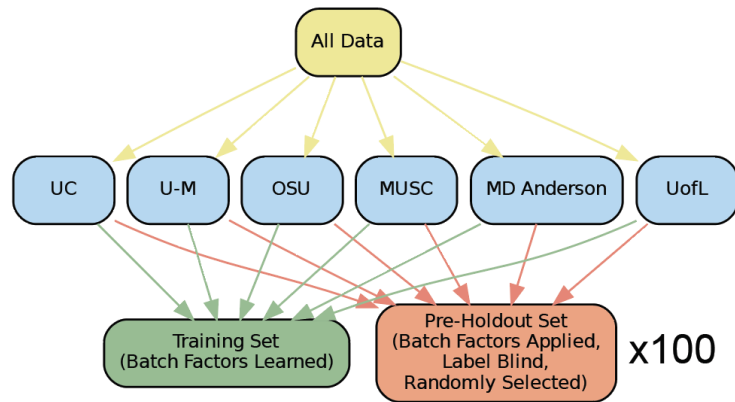 All Data
UC
U-M
OSU
MUSC
MD Anderson
UofL
Training Set
(Batch Factors Learned)
Pre-Holdout Set
(Batch Factors Applied,
Label Blind,
Randomly Selected)
x100